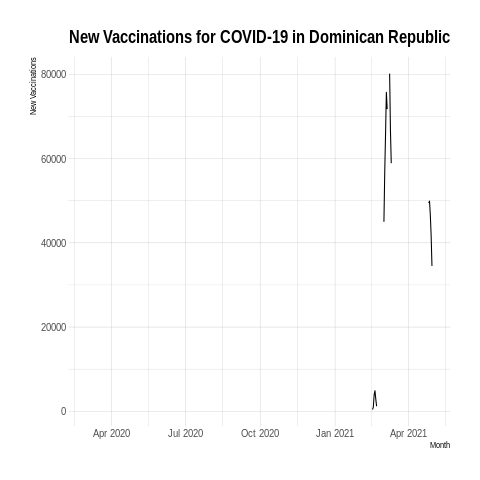 New Vaccinations for COVID-19 in Dominican Republic
New Vaccinations
80000
60000
40000
20000
0
Apr 2020 Jul 2020 Oct 2020 Jan 2021 Apr 2021
Month